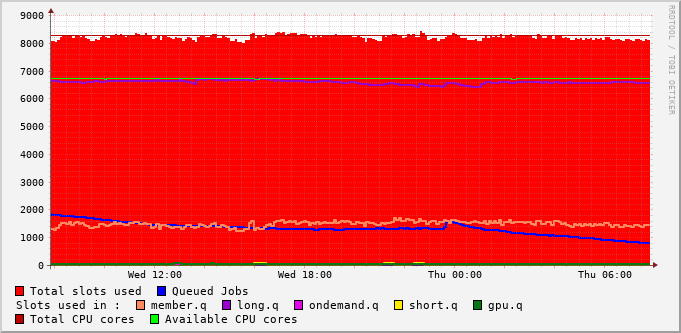 9000
8000
7000
6000
5000
4000
3000
2000
1000
0
Wed 12:00 Wed 18:00 Thu 00:00 Thu 06:00
RRDTOOL / TOBI OETIKER
Total slots used Queued Jobs
Slots used in : member.q long.q ondemand.q short.q gpu.q
Total CPU cores Available CPU cores